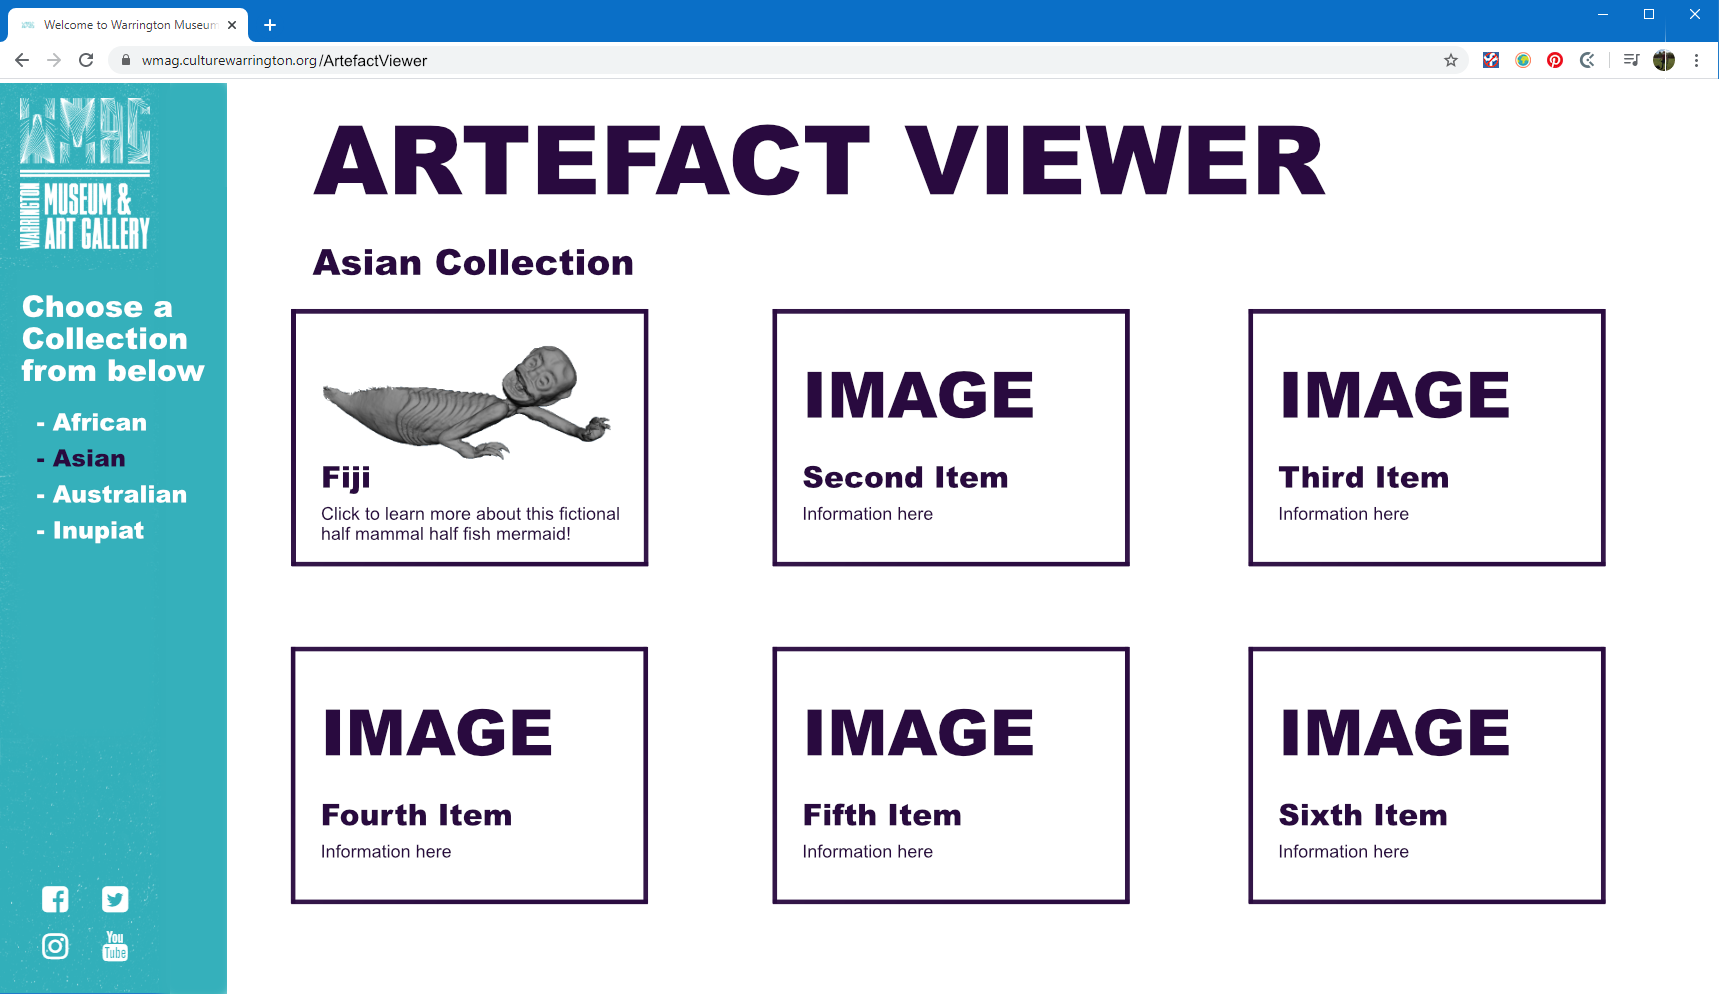 Welcome to Warrington Museum
wmag.culturewarrington.org/ArtefactViewer
WMAG
WARRINGTON
MUSEUM &
ART GALLERY
Choose a
Collection
from below
- African
- Asian
- Australian
- Inupiat
You
Tube
ARTEFACT VIEWER
Asian Collection
Fiji
Click to learn more about this fictional
half mammal half fish mermaid!
IMAGE
Second Item
Information here
IMAGE
Third Item
Information here
IMAGE
Fourth Item
Information here
IMAGE
Fifth Item
Information here
IMAGE
Sixth Item
Information here